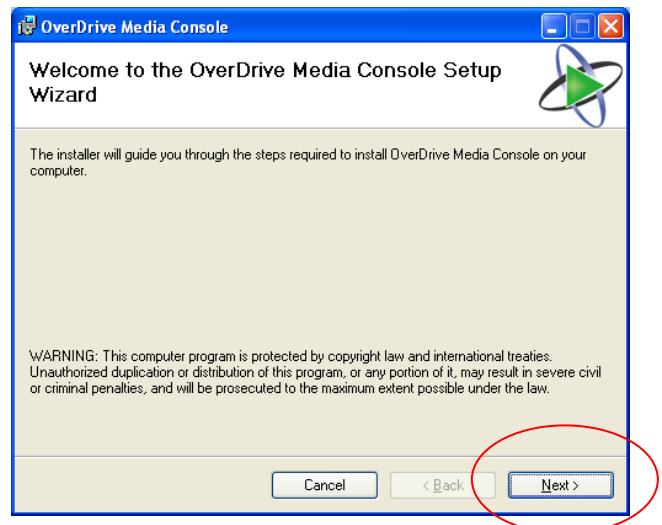 OverDrive Media Console
Welcome to the OverDrive Media Console Setup
Wizard
The installer will guide you through the steps required to install OverDrive Media Console on your
computer.
WARNING: This computer program is protected by copyright law and international treaties.
Unauthorized duplication or distribution of this program, or any portion of it, may result in severe civil
or criminal penalties, and will be prosecuted to the maximum extent possible under the law.
Cancel < Back Next >